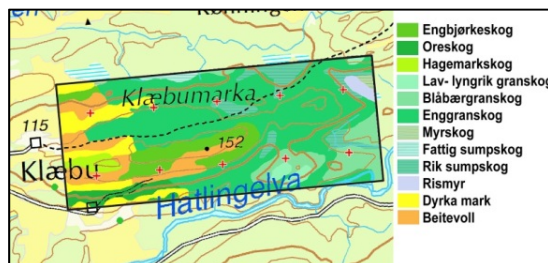 Klæbumarka
115
152
Klæbu
Hatlingelva
Engbjørkeskog
Oreskog
Hagemarkskog
Lav- lyngrik granskog
Blåbærgranskog
Enggranskog
Myrskog
Fattig sumpskog
Rik sumpskog
Rismyr
Dyrka mark
Beitevoll